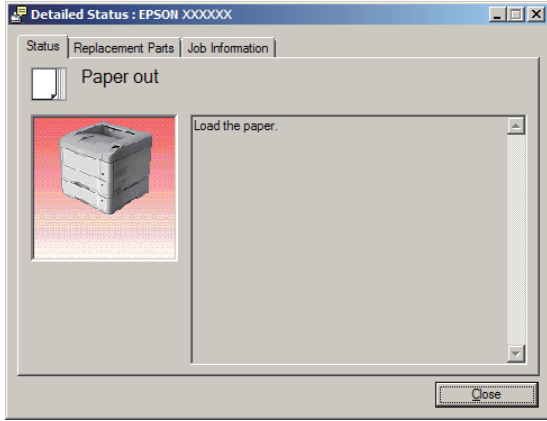 Detailed Status : EPSON XXXXXX
Status Replacement Parts Job Information
Paper out
Load the paper.
Close